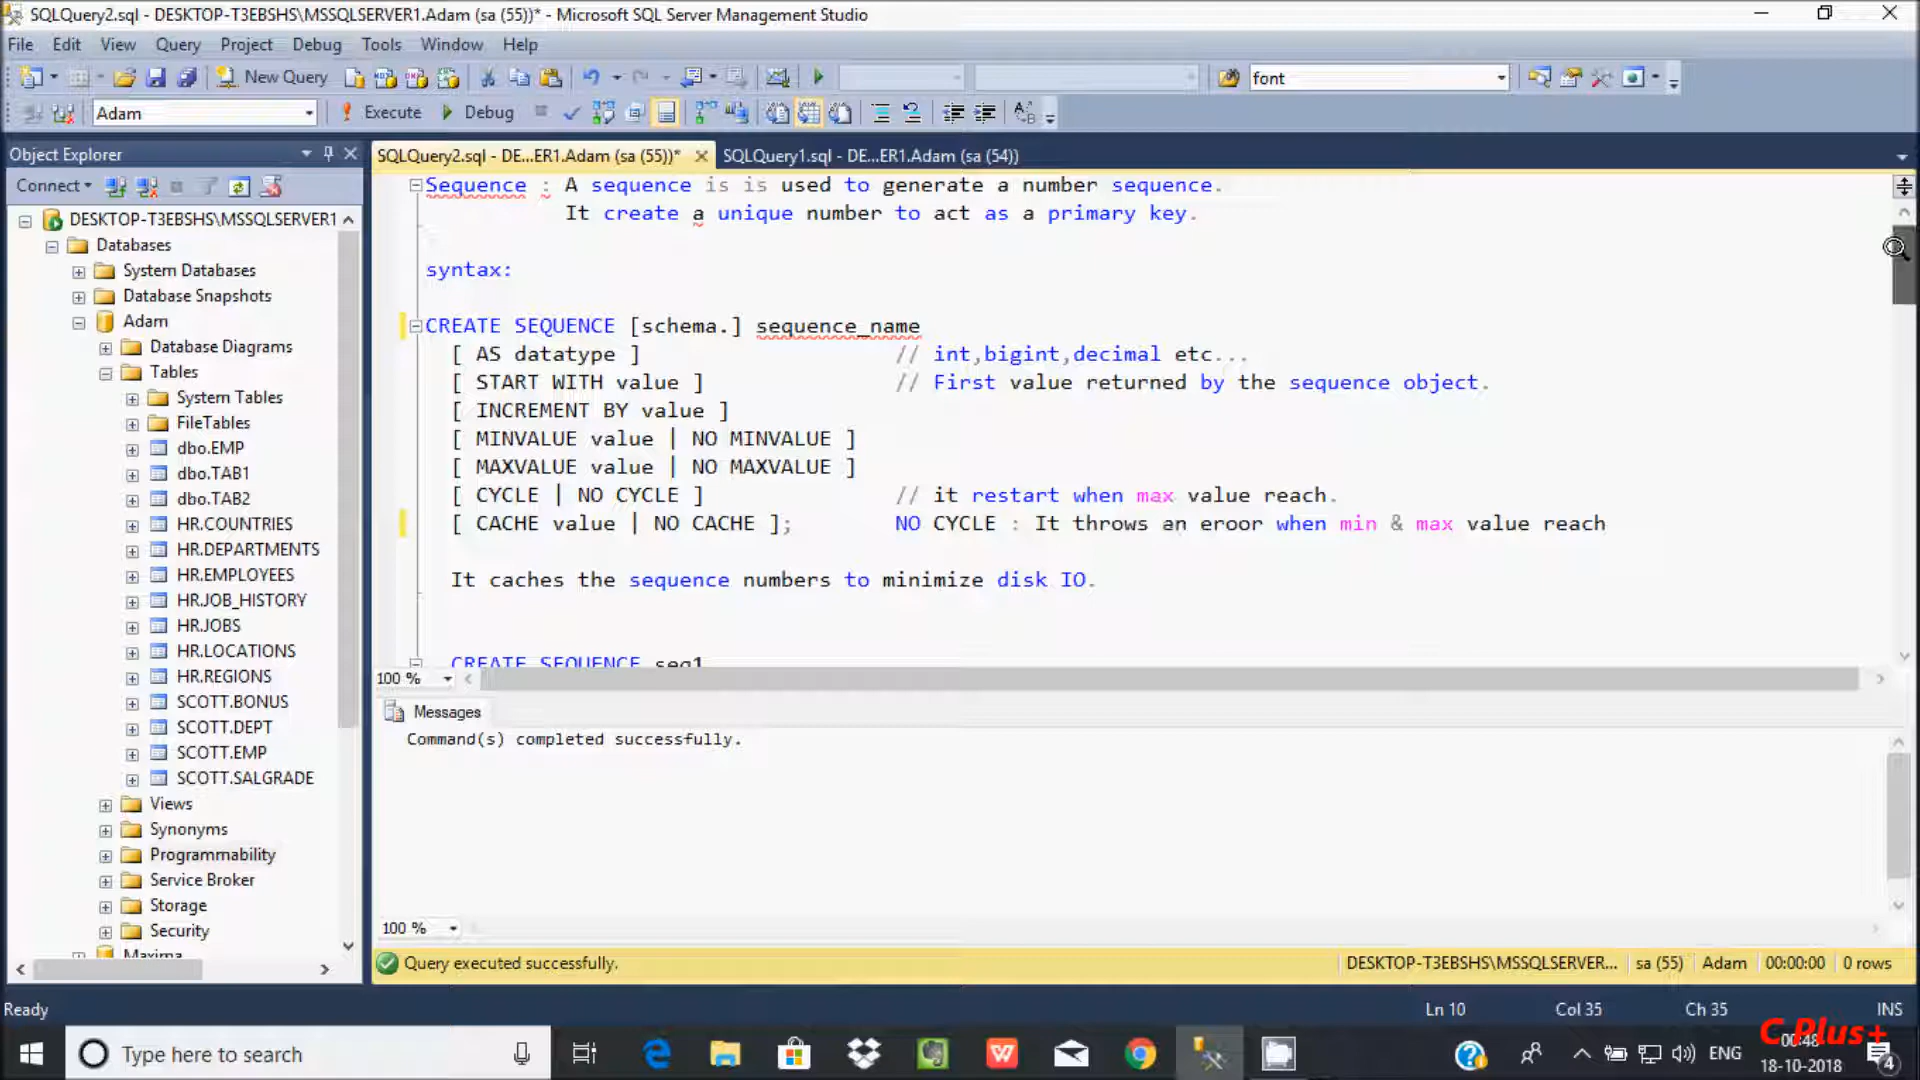 SQLQuery2.sql - DESKTOP-T3EBSHS\MSSQLSERVER1.Adam (sa (55))* - Microsoft SQL Server Management Studio
File Edit View Query Project Debug Tools Window Help
New Query font
Adam Execute Debug
Object Explorer
SQLQuery2.sql - DE...ER1.Adam (sa (55))* SQLQuery1.sql - DE...ER1.Adam (sa (54))
Connect
DESKTOP-T3EBSHS\MSSQLSERVER1
Databases
System Databases
Database Snapshots
Adam
Database Diagrams
Tables
System Tables
FileTables
dbo.EMP
dbo.TAB1
dbo.TAB2
HR.COUNTRIES
HR.DEPARTMENTS
HR.EMPLOYEES
HR.JOB_HISTORY
HR.JOBS
HR.LOCATIONS
HR.REGIONS
SCOTT.BONUS
SCOTT.DEPT
SCOTT.EMP
SCOTT.SALGRADE
Views
Synonyms
Programmability
Service Broker
Storage
Security
Maxima
Sequence : A sequence is is used to generate a number sequence.
It create a unique number to act as a primary key.
syntax:
CREATE SEQUENCE [schema.] sequence_name
[ AS datatype ] // int,bigint,decimal etc...
[ START WITH value ] // First value returned by the sequence object.
[ INCREMENT BY value ]
[ MINVALUE value | NO MINVALUE ]
[ MAXVALUE value | NO MAXVALUE ]
[ CYCLE | NO CYCLE ] // it restart when max value reach.
[ CACHE value | NO CACHE ]; NO CYCLE : It throws an eroor when min & max value reach
It caches the sequence numbers to minimize disk IO.
CREATE SEQUENCE seq1
100 %
Messages
Command(s) completed successfully.
100 %
Query executed successfully. DESKTOP-T3EBSHS\MSSQLSERVER... sa (55) Adam 00:00:00 0 rows
Ready Ln 10 Col 35 Ch 35 INS
C Plus+
Type here to search ENG 00:48
18-10-2018 4